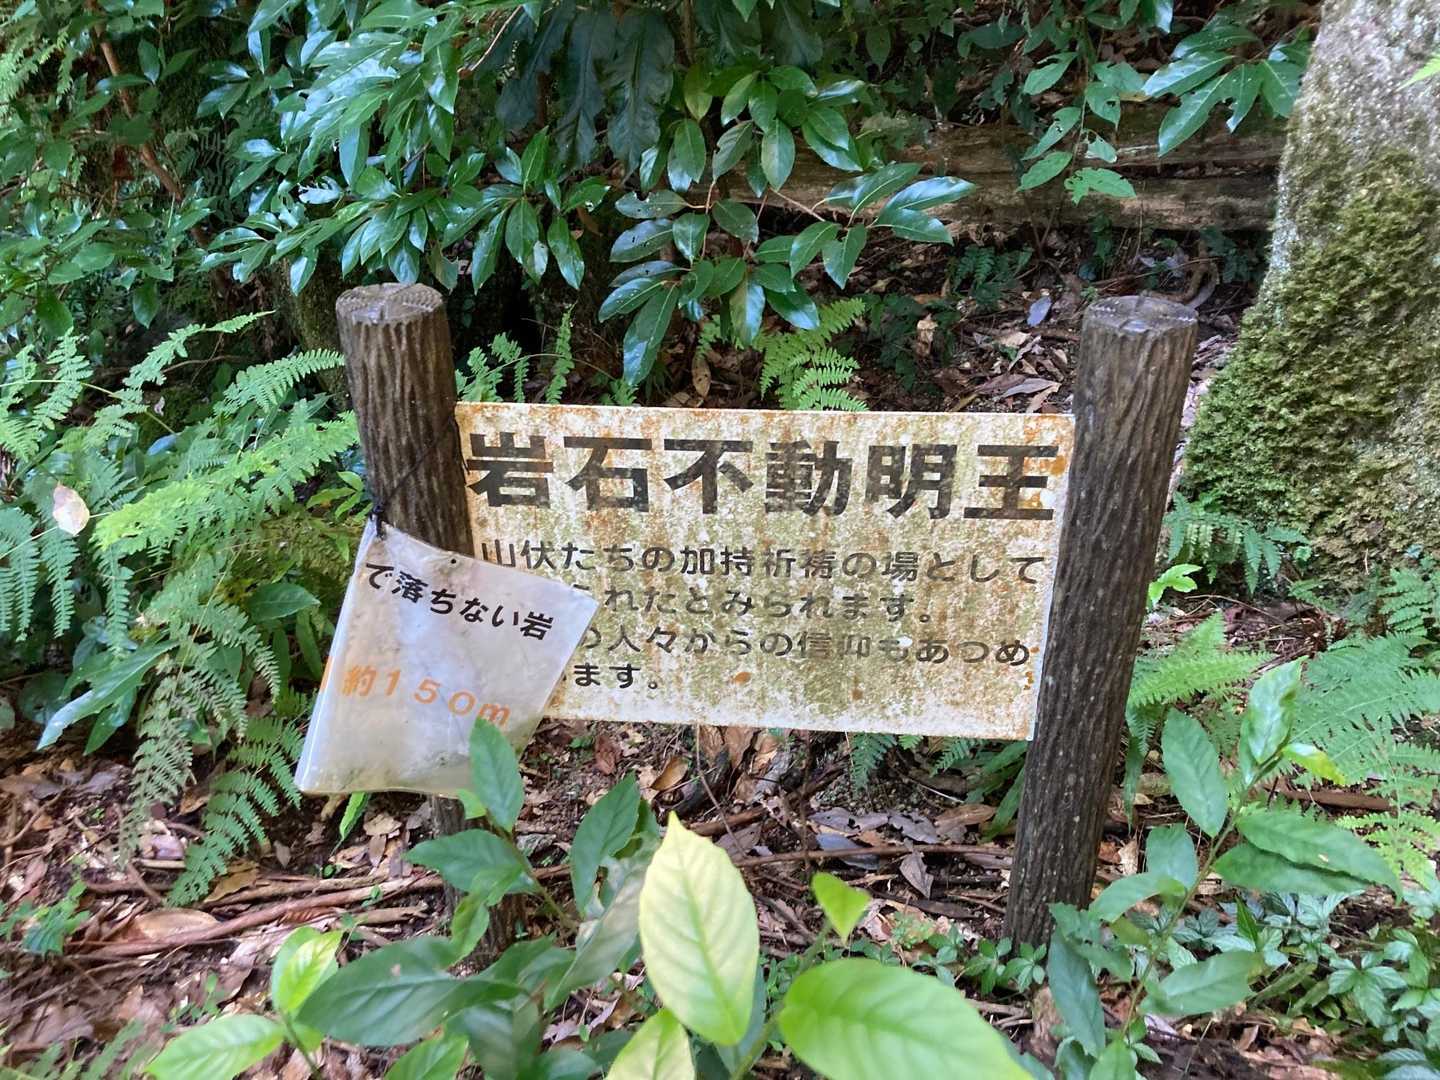 岩石不動明王
山伏たちの加持祈祷の場として
れたとみられます。
の人々からの信仰もあつめ
ます。
で落ちない岩
約150m